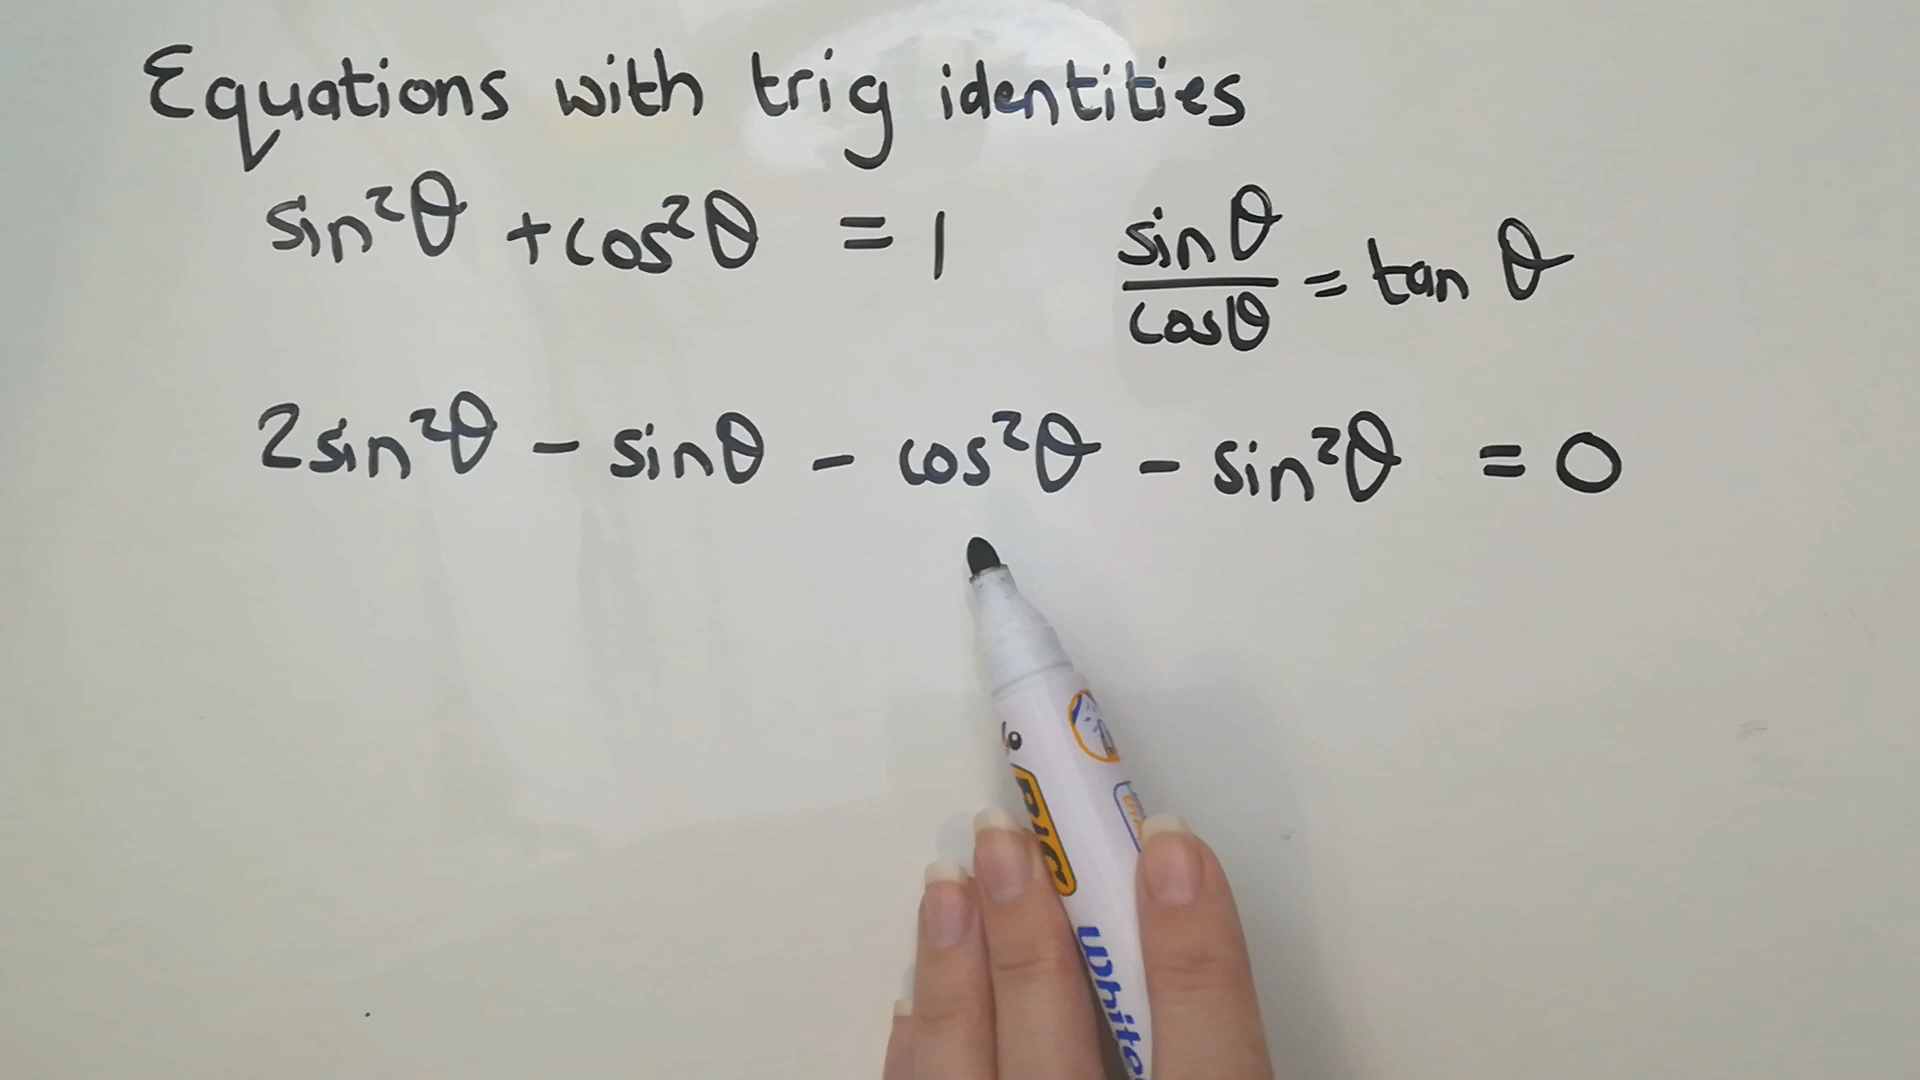 Equations with trig identities
sin²θ + cos²θ = 1
sinθ/cosθ = tan θ
2sin²θ - sinθ - cos²θ - sin²θ = 0
BIC
white